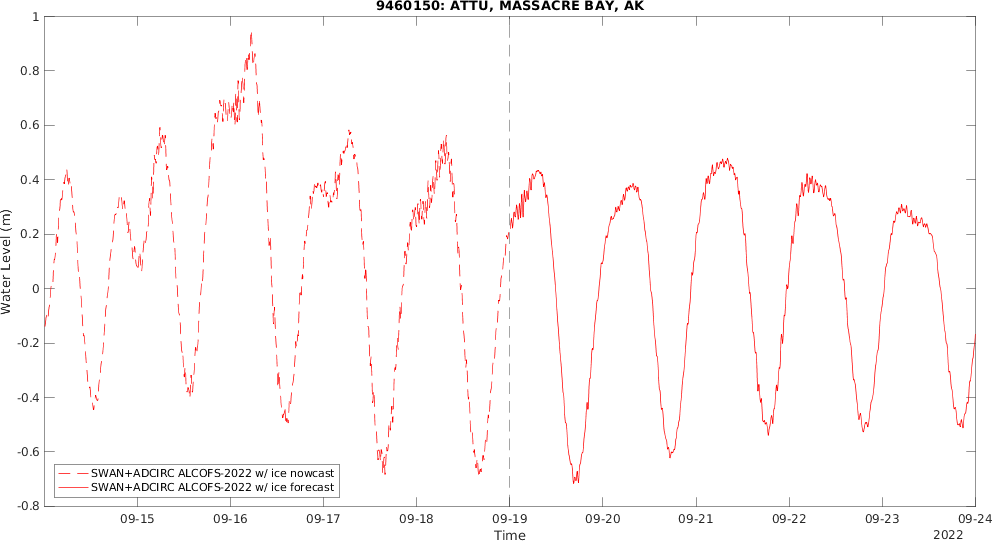 9460150: ATTU, MASSACRE BAY, AK
Water Level (m)
1
0.8
0.6
0.4
0.2
0
-0.2
-0.4
-0.6
-0.8
SWAN+ADCIRC ALCOFS-2022 w/ ice nowcast
SWAN+ADCIRC ALCOFS-2022 w/ ice forecast
09-15 09-16 09-17 09-18 09-19 09-20 09-21 09-22 09-23 09-24
Time
2022